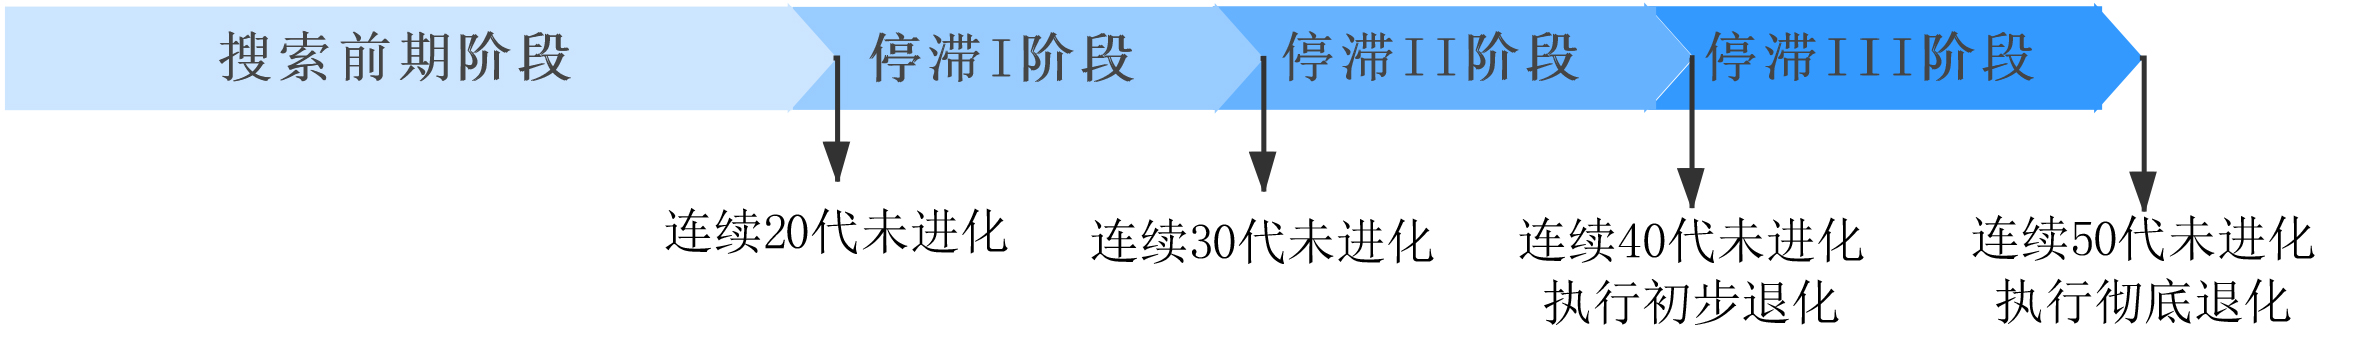 搜索前期阶段
停滞I阶段
停滞II阶段
停滞III阶段
连续20代未进化
连续30代未进化
连续40代未进化
执行初步退化
连续50代未进化
执行彻底退化